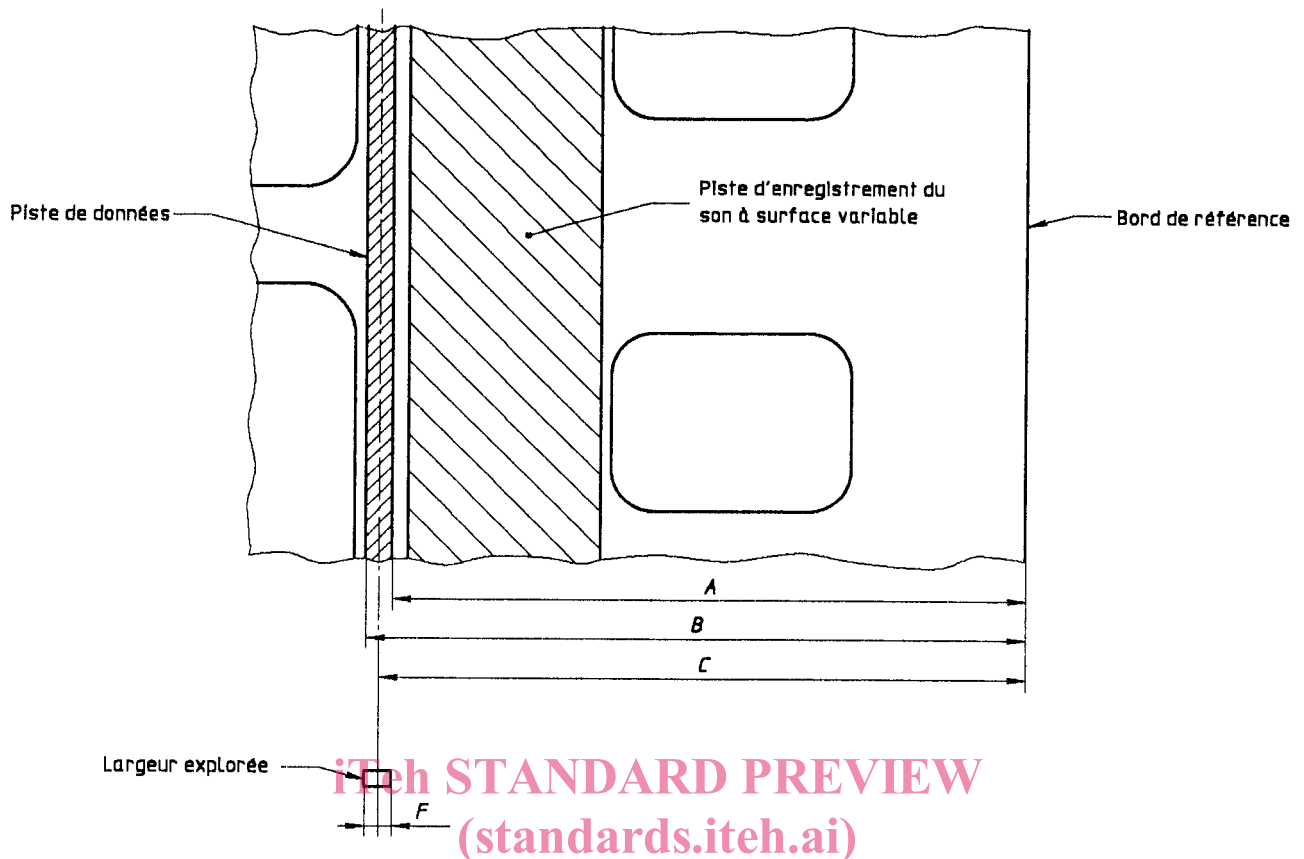 Piste de données
Piste d'enregistrement du
son à surface variable
Bord de référence
A
B
C
Largeur explorée
F
iTeh STANDARD PREVIEW
(standards.iteh.ai)